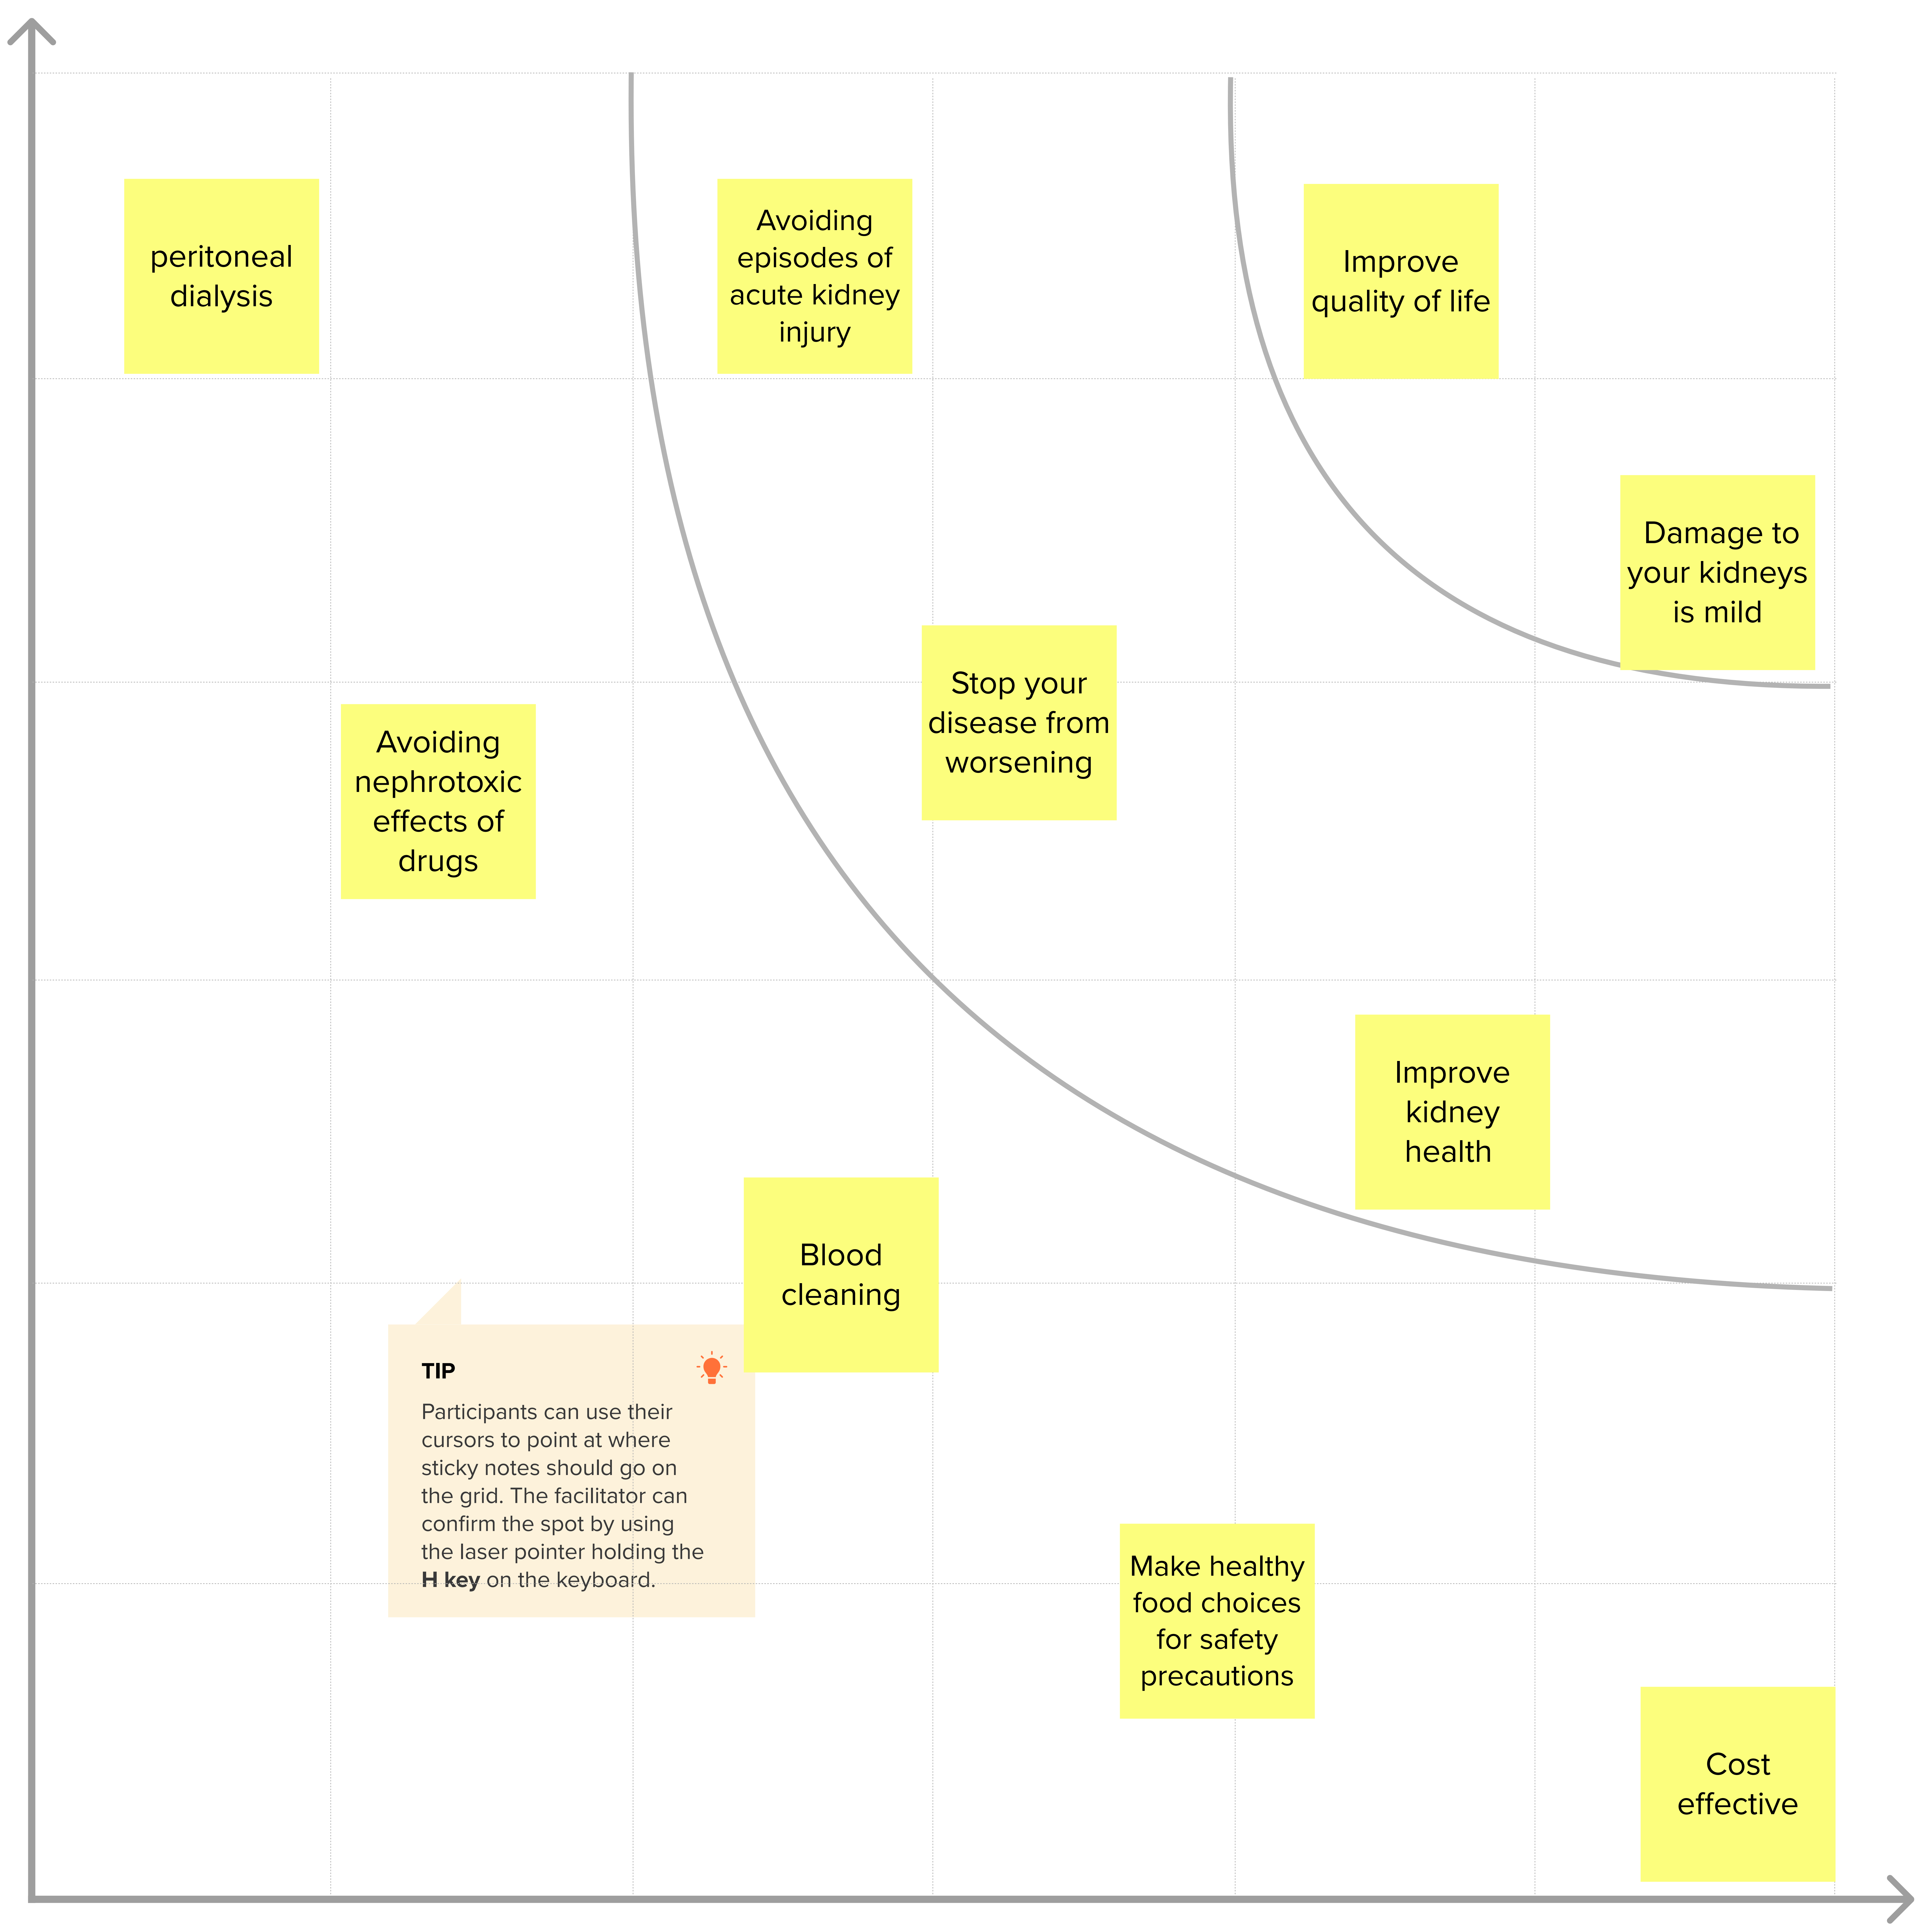 peritoneal
dialysis
Avoiding
episodes of
acute kidney
injury
Improve
quality of life
Damage to
your kidneys
is mild
Stop your
disease from
worsening
Avoiding
nephrotoxic
effects of
drugs
Improve
kidney
health
Blood
cleaning
TIP
Participants can use their
cursors to point at where
sticky notes should go on
the grid. The facilitator can
confirm the spot by using
the laser pointer holding the
H key on the keyboard.
Make healthy
food choices
for safety
precautions
Cost
effective